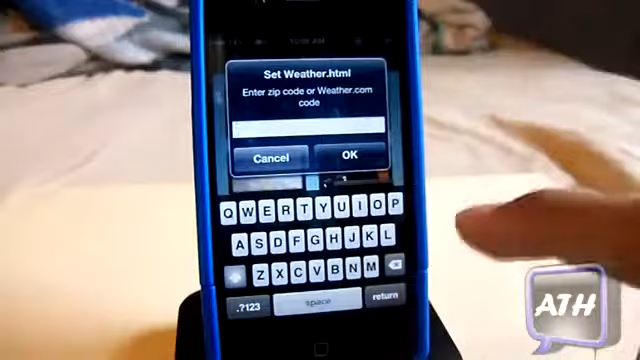 Set Weather.html
Enter zip code or Weather.com
code
Cancel OK
Q W E R T Y U I O P
A S D F G H J K L
Z X C V B N M
.?123 space return
ATH